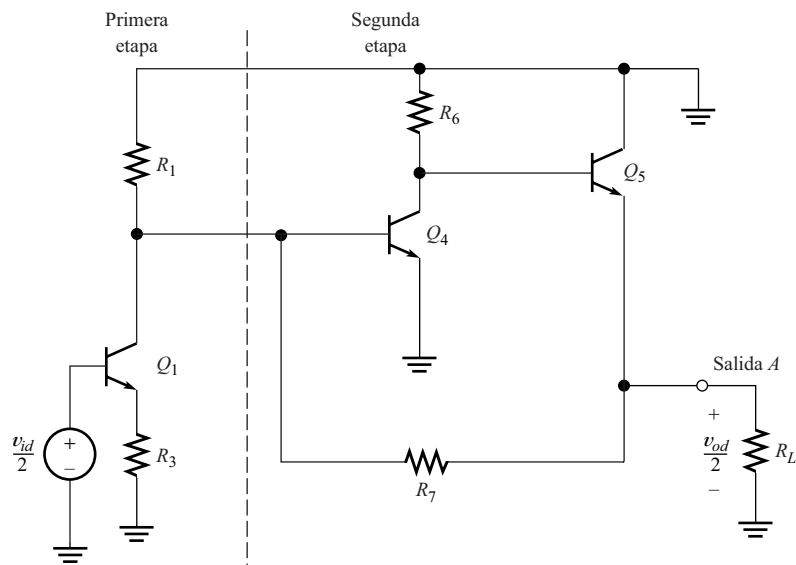 Primera
etapa
Segunda
etapa
R6
R1
Q5
Q4
Q1
Salida A
+
vod
2
−
RL
vid
2
+
−
R3
R7